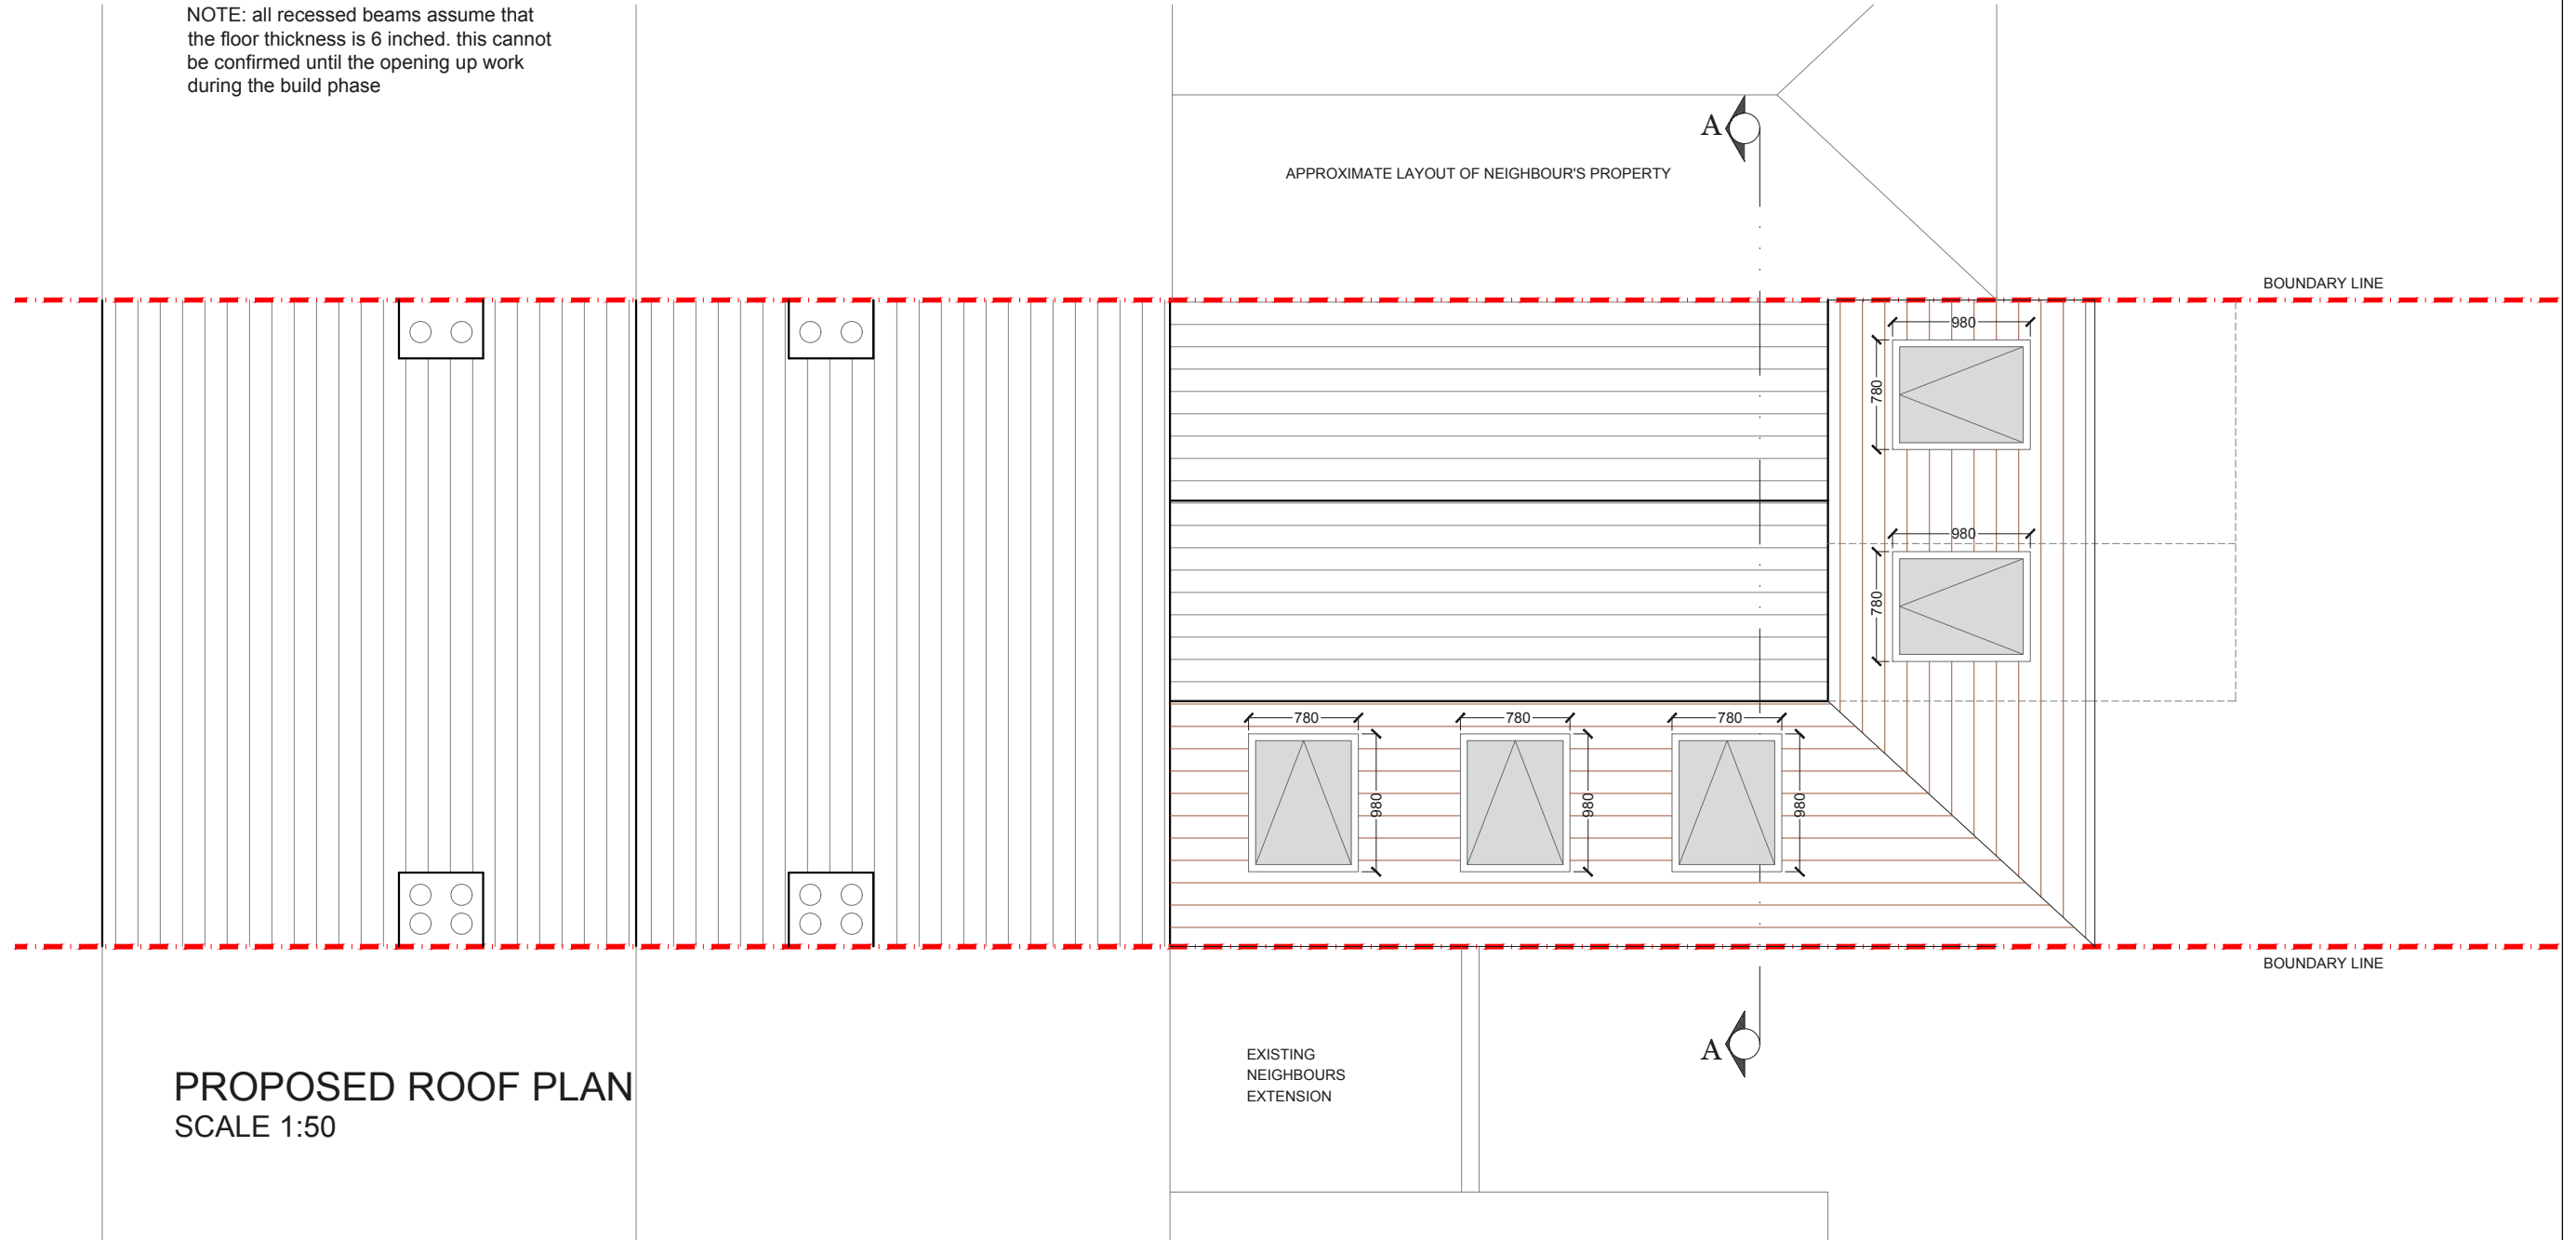 NOTE: all recessed beams assume that
the floor thickness is 6 inched. this cannot
be confirmed until the opening up work
during the build phase
A
APPROXIMATE LAYOUT OF NEIGHBOUR'S PROPERTY
BOUNDARY LINE
980
780
980
780
780
780
780
980
980
980
BOUNDARY LINE
A
EXISTING
NEIGHBOURS
EXTENSION
PROPOSED ROOF PLAN
SCALE 1:50